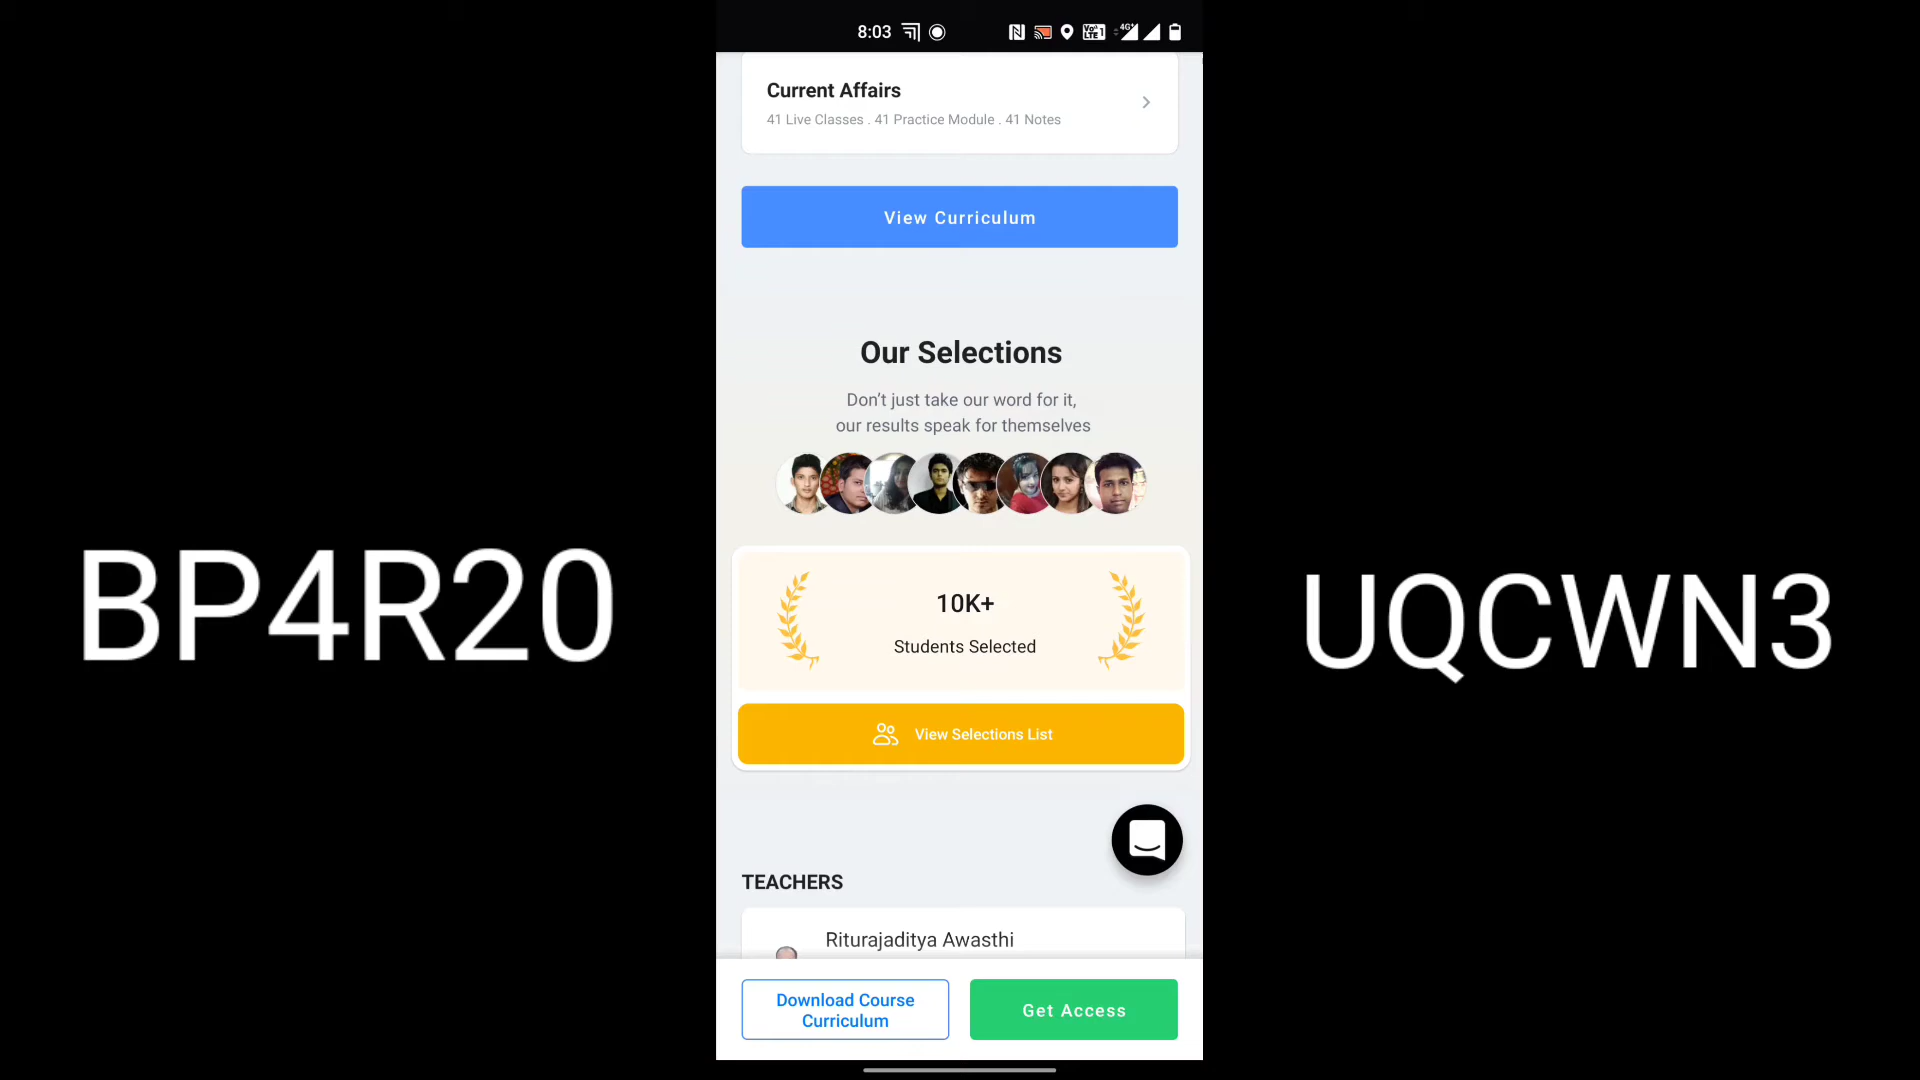 8:03
Current Affairs
41 Live Classes . 41 Practice Module . 41 Notes
View Curriculum
Our Selections
Don't just take our word for it,
our results speak for themselves
BP4R20
UQCWN3
10K+
Students Selected
View Selections List
TEACHERS
Riturajaditya Awasthi
Download Course
Curriculum
Get Access